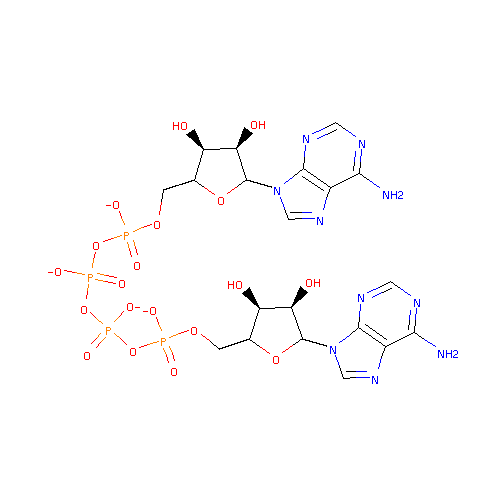 HO OH
N N
O N N NH2
-O O
O P O
-O P O
O HO OH
O- -O N N
P P O O N N NH2
O O O